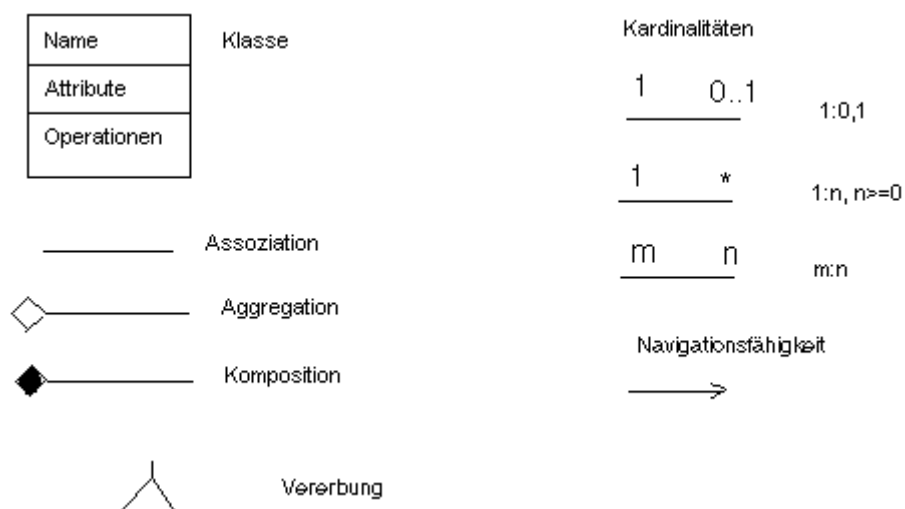 Name
Klasse
Attribute
Operationen
Assoziation
Aggregation
Komposition
Vererbung
Kardinalitäten
1 0..1 1:0,1
1 * 1:n, n>=0
m n m:n
Navigationsfähigkeit